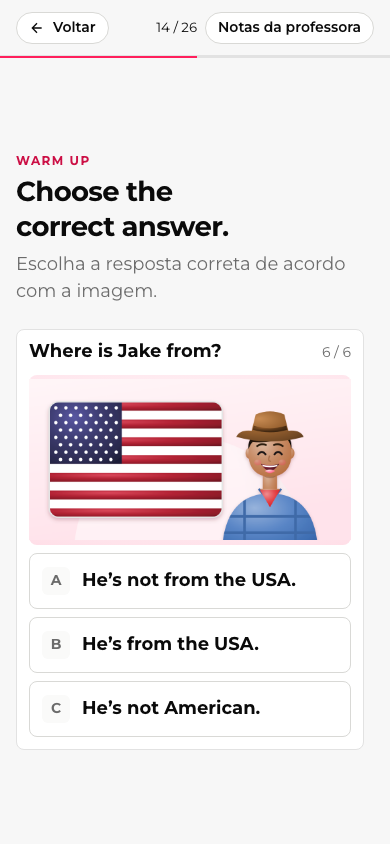 Voltar
14 / 26
Notas da professora
WARM UP
Choose the
correct answer.
Escolha a resposta correta de acordo
com a imagem.
Where is Jake from?
6 / 6
A He’s not from the USA.
B He’s from the USA.
C He’s not American.